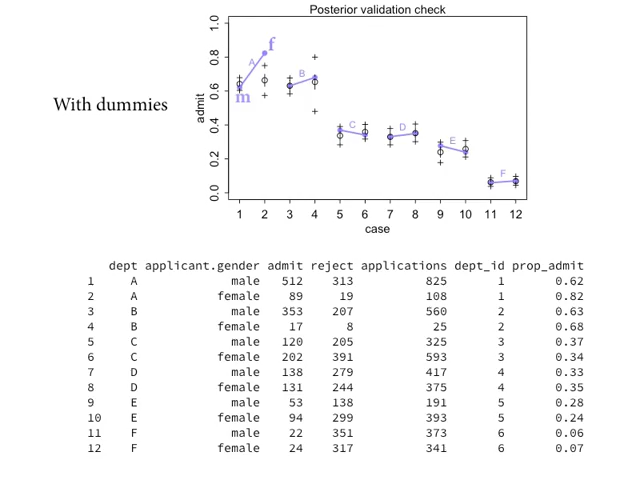 Posterior validation check
With dummies
admit
0.0 0.2 0.4 0.6 0.8 1.0
A
f
m
B
C
D
E
F
1 2 3 4 5 6 7 8 9 10 11 12
case
dept applicant.gender admit reject applications dept_id prop_admit
1 A male 512 313 825 1 0.62
2 A female 89 19 108 1 0.82
3 B male 353 207 560 2 0.63
4 B female 17 8 25 2 0.68
5 C male 120 205 325 3 0.37
6 C female 202 391 593 3 0.34
7 D male 138 279 417 4 0.33
8 D female 131 244 375 4 0.35
9 E male 53 138 191 5 0.28
10 E female 94 299 393 5 0.24
11 F male 22 351 373 6 0.06
12 F female 24 317 341 6 0.07